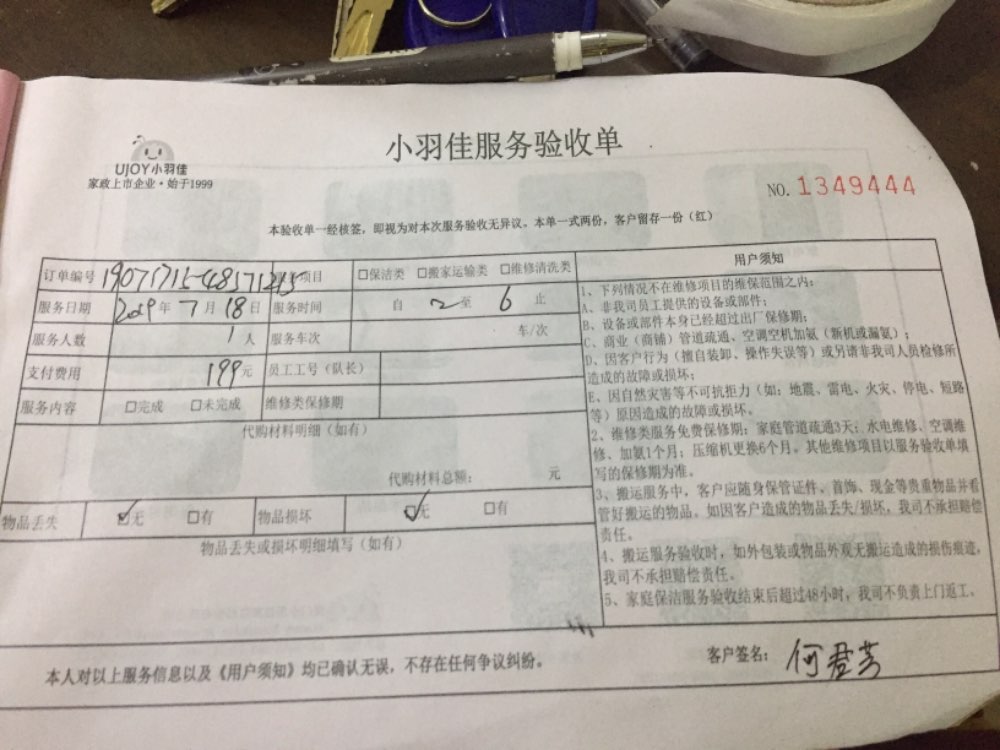 小羽佳服务验收单
UJOY小羽佳
家政上市企业·始于1999
NO. 1349444
本验收单一经核签，即视为对本次服务验收无异议。本单一式两份，客户留存一份（红）
订单编号 项目 □保洁类 □搬家运输类 □维修清洗类
服务日期 2019年7月18日 服务时间 自 2 至 6 止
服务人数 1人 服务车次 车/次
支付费用 199元 员工工号（队长）
服务内容 □完成 □未完成 维修类保修期
代购材料明细（如有）
代购材料总额： 元
物品丢失 ☑无 □有 物品损坏 ☑无 □有
物品丢失或损坏明细填写（如有）
用户须知
1、下列情况不在维修项目的维保范围之内：
A、非我司员工提供的设备或部件；
B、设备或部件本身已经超过出厂保修期；
C、商业（商铺）管道疏通、空调空机加氨（新机或漏氨）；
D、因客户行为（擅自装卸、操作失误等）或另请非我司人员检修所
造成的故障或损坏；
E、因自然灾害等不可抗拒力（如：地震、雷电、火灾、停电、短路
等）原因造成的故障或损坏。
2、维修类服务免费保修期：家庭管道疏通3天；水电维修、空调维
修、加氨1个月；压缩机更换6个月。其他维修项目以服务验收单填
写的保修期为准。
3、搬运服务中，客户应随身保管证件、首饰、现金等贵重物品并看
管好搬运的物品。如因客户造成的物品丢失/损坏，我司不承担赔偿
责任。
4、搬运服务验收时，如外包装或物品外观无搬运造成的损伤痕迹，
我司不承担赔偿责任。
5、家庭保洁服务验收结束后超过48小时，我司不负责上门返工。
本人对以上服务信息以及《用户须知》均已确认无误，不存在任何争议纠纷。
客户签名：何君芳